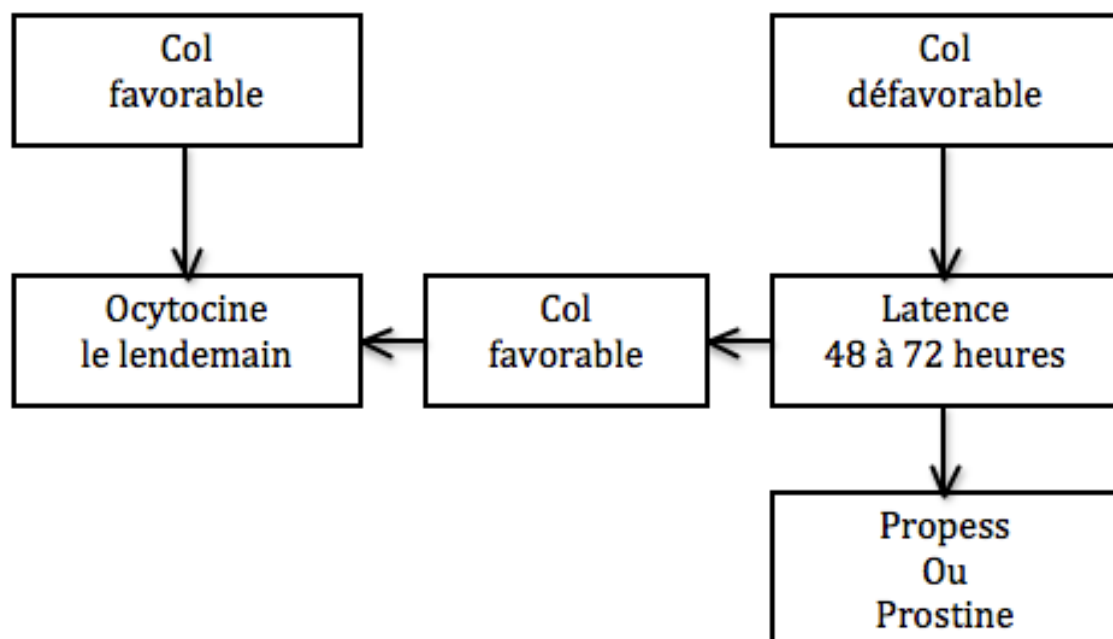 Col
favorable
Col
défavorable
Ocytocine
le lendemain
Col
favorable
Latence
48 à 72 heures
Propess
Ou
Prostine